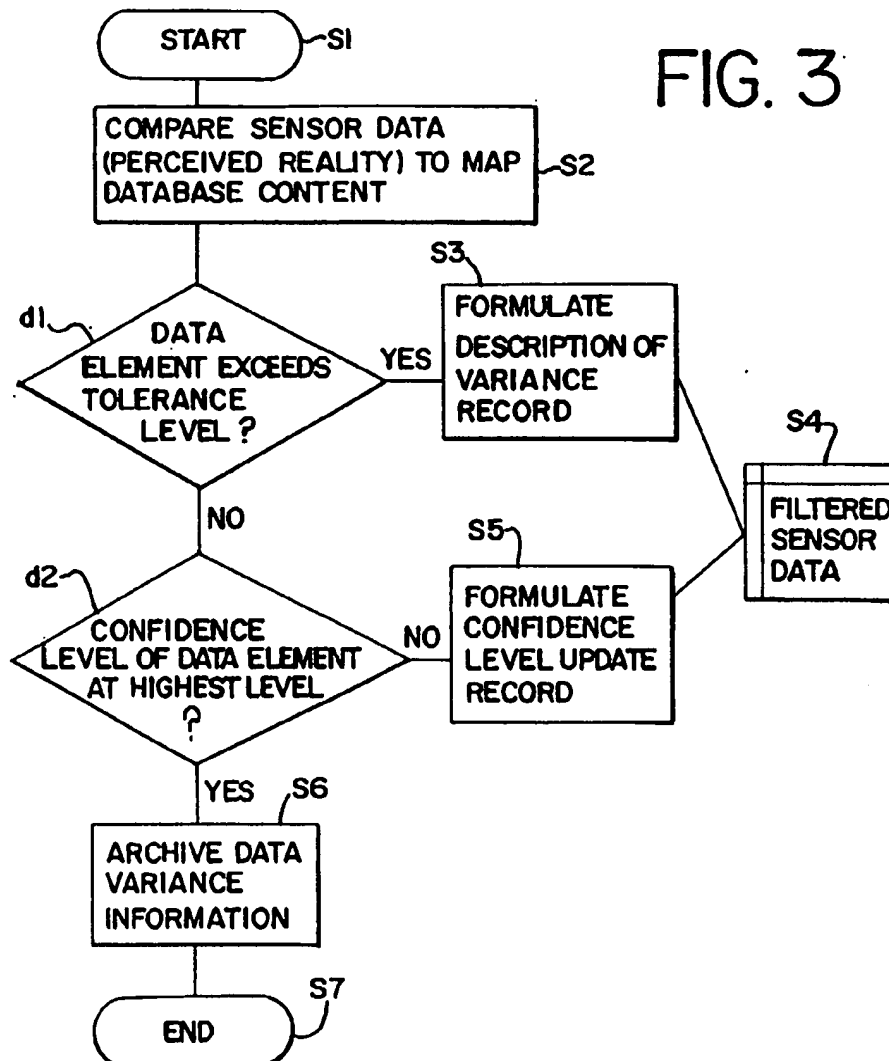 START
S1
FIG. 3
COMPARE SENSOR DATA
(PERCEIVED REALITY) TO MAP
DATABASE CONTENT
S2
d1
DATA
ELEMENT EXCEEDS
TOLERANCE
LEVEL?
YES
S3
FORMULATE
DESCRIPTION OF
VARIANCE
RECORD
S4
FILTERED
SENSOR
DATA
NO
d2
CONFIDENCE
LEVEL OF DATA ELEMENT
AT HIGHEST LEVEL
?
NO
S5
FORMULATE
CONFIDENCE
LEVEL UPDATE
RECORD
YES
S6
ARCHIVE DATA
VARIANCE
INFORMATION
S7
END